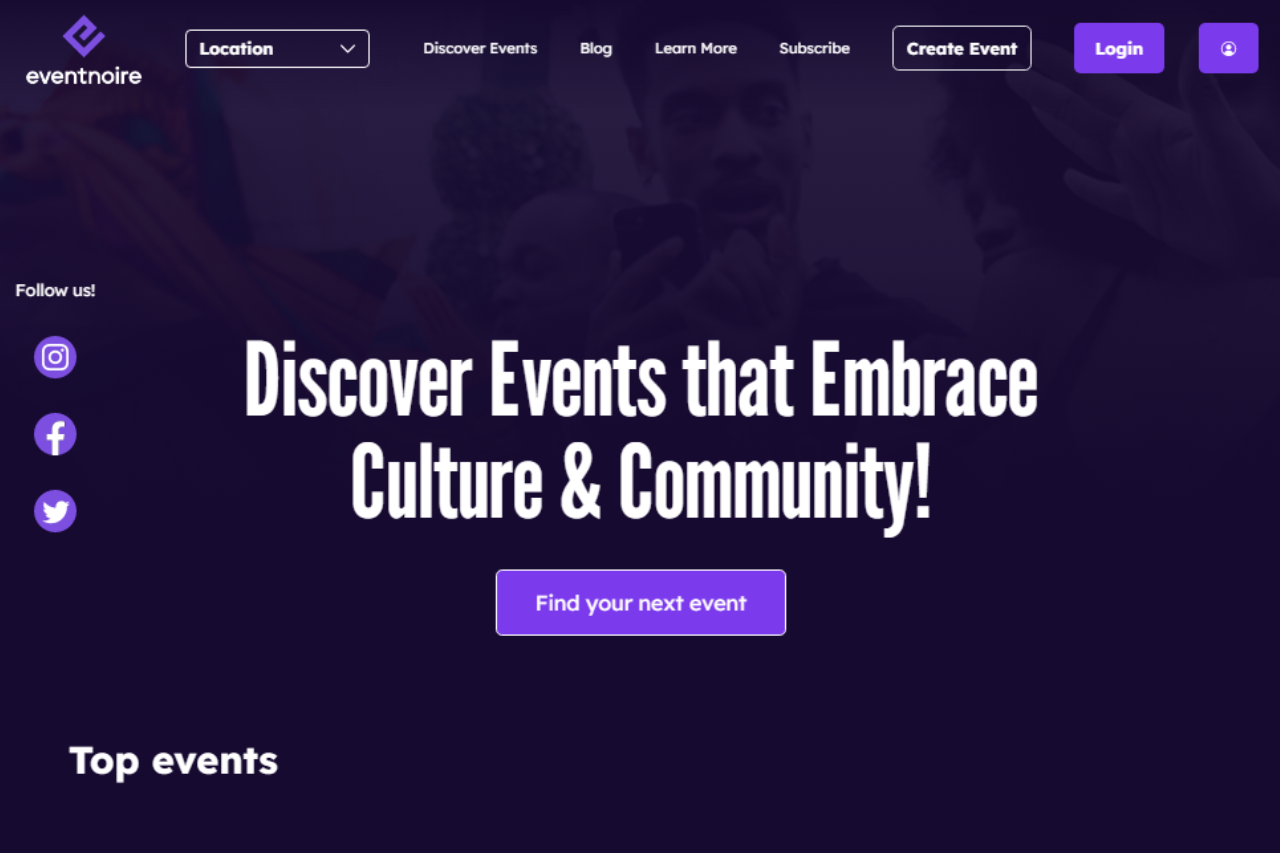 eventnoire
Location
Discover Events
Blog
Learn More
Subscribe
Create Event
Login
Follow us!
Discover Events that Embrace
Culture & Community!
Find your next event
Top events